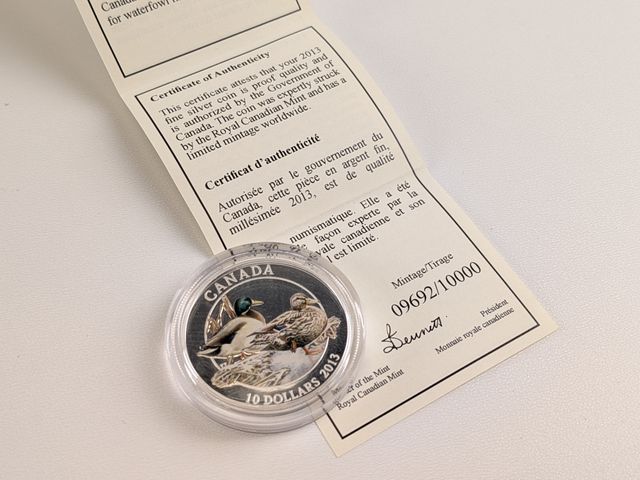 Canada
for waterfowl
Certificate of Authenticity
This certificate attests that your 2013
fine silver coin is proof quality and
is authorized by the Government of
Canada. The coin was expertly struck
by the Royal Canadian Mint and has a
limited mintage worldwide.
Certificat d'authenticité
Autorisée par le gouvernement du
Canada, cette pièce en argent fin,
millésimée 2013, est de qualité
numismatique. Elle a été
façon experte par la
canadienne et son
est limité.
Mintage/Tirage
09692/10000
Bennett
Président
Monnaie royale canadienne
of the Mint
Royal Canadian Mint
CANADA
10 DOLLARS 2013